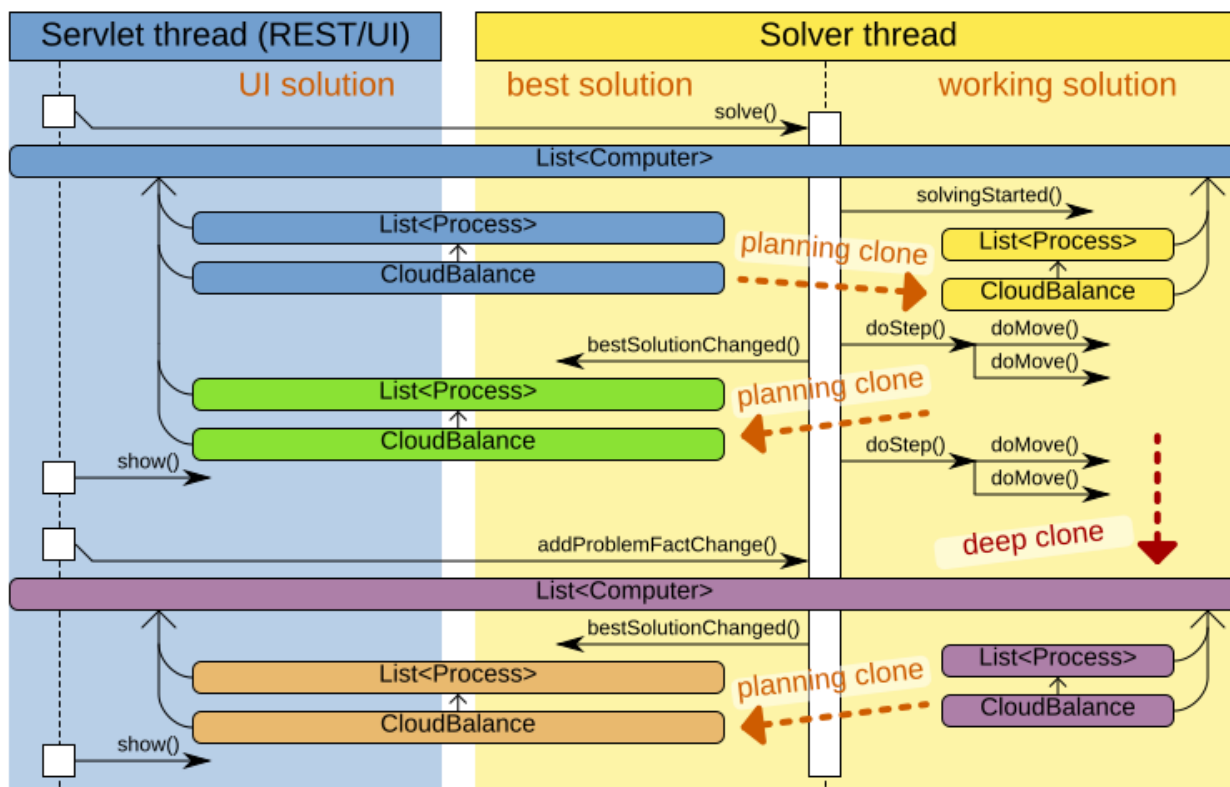 Servlet thread (REST/UI)
Solver thread
UI solution
best solution
working solution
solve()
List<Computer>
solvingStarted()
List<Process>
planning clone
List<Process>
CloudBalance
CloudBalance
doStep()
doMove()
bestSolutionChanged()
doMove()
List<Process>
planning clone
CloudBalance
doStep()
doMove()
show()
doMove()
addProblemFactChange()
deep clone
List<Computer>
bestSolutionChanged()
List<Process>
List<Process>
planning clone
CloudBalance
CloudBalance
show()